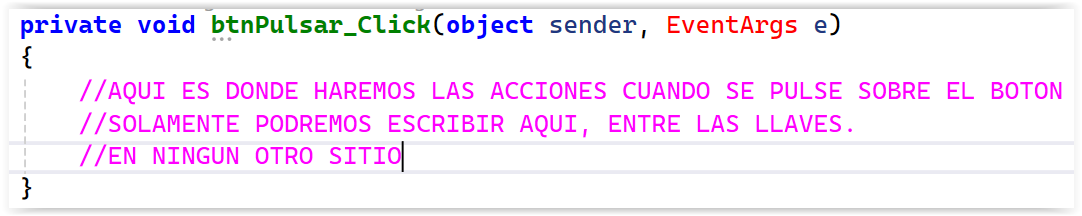 private void btnPulsar_Click(object sender, EventArgs e)
{
//AQUI ES DONDE HAREMOS LAS ACCIONES CUANDO SE PULSE SOBRE EL BOTON
//SOLAMENTE PODREMOS ESCRIBIR AQUI, ENTRE LAS LLAVES.
//EN NINGUN OTRO SITIO
}